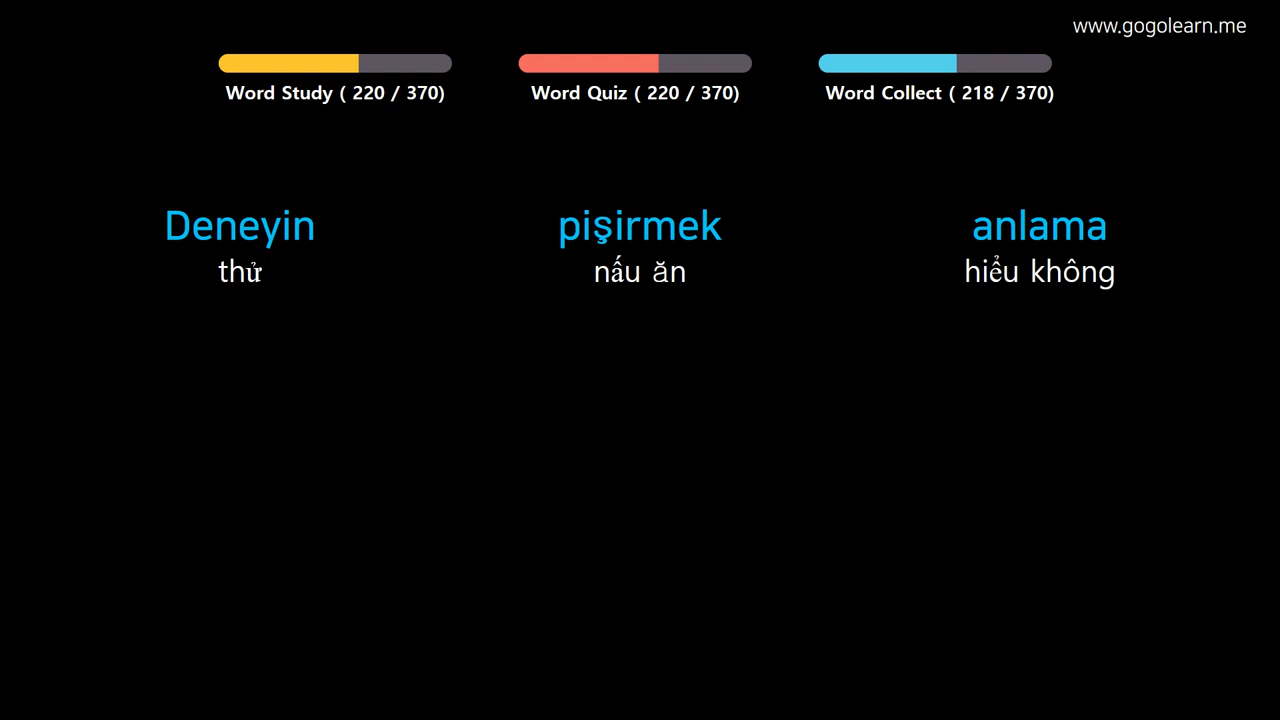 www.gogolearn.me
Word Study ( 220 / 370)
Word Quiz ( 220 / 370)
Word Collect ( 218 / 370)
Deneyin
thử
pişirmek
nấu ăn
anlama
hiểu không